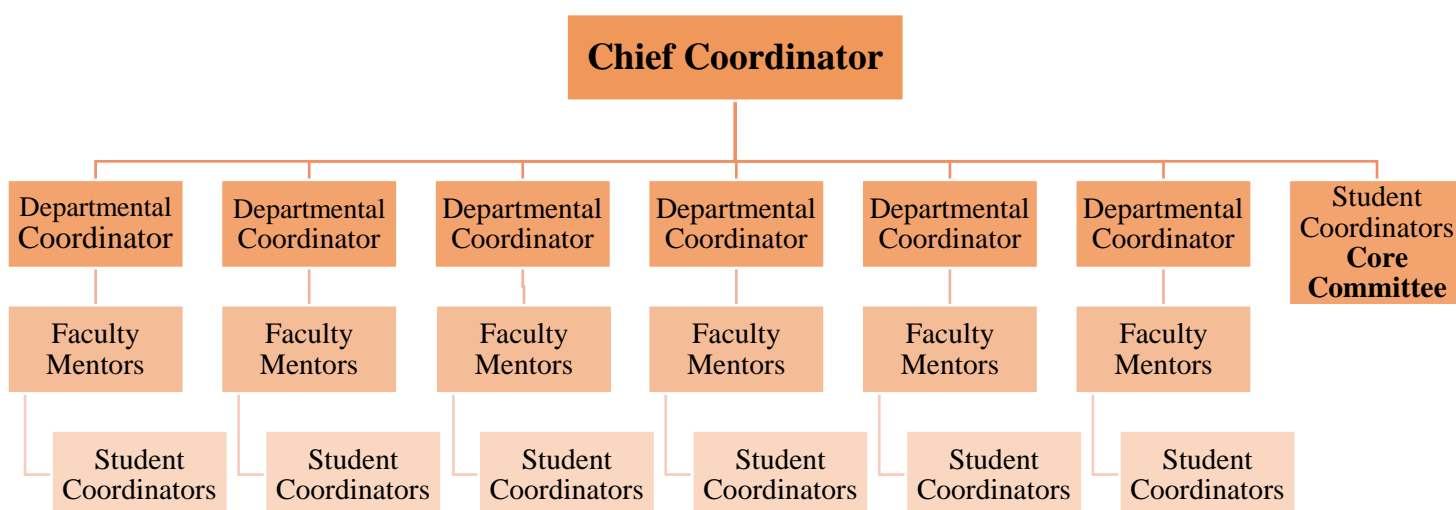 Chief Coordinator
Departmental
Coordinator
Departmental
Coordinator
Departmental
Coordinator
Departmental
Coordinator
Departmental
Coordinator
Departmental
Coordinator
Student
Coordinators
Core
Committee
Faculty
Mentors
Faculty
Mentors
Faculty
Mentors
Faculty
Mentors
Faculty
Mentors
Faculty
Mentors
Student
Coordinators
Student
Coordinators
Student
Coordinators
Student
Coordinators
Student
Coordinators
Student
Coordinators